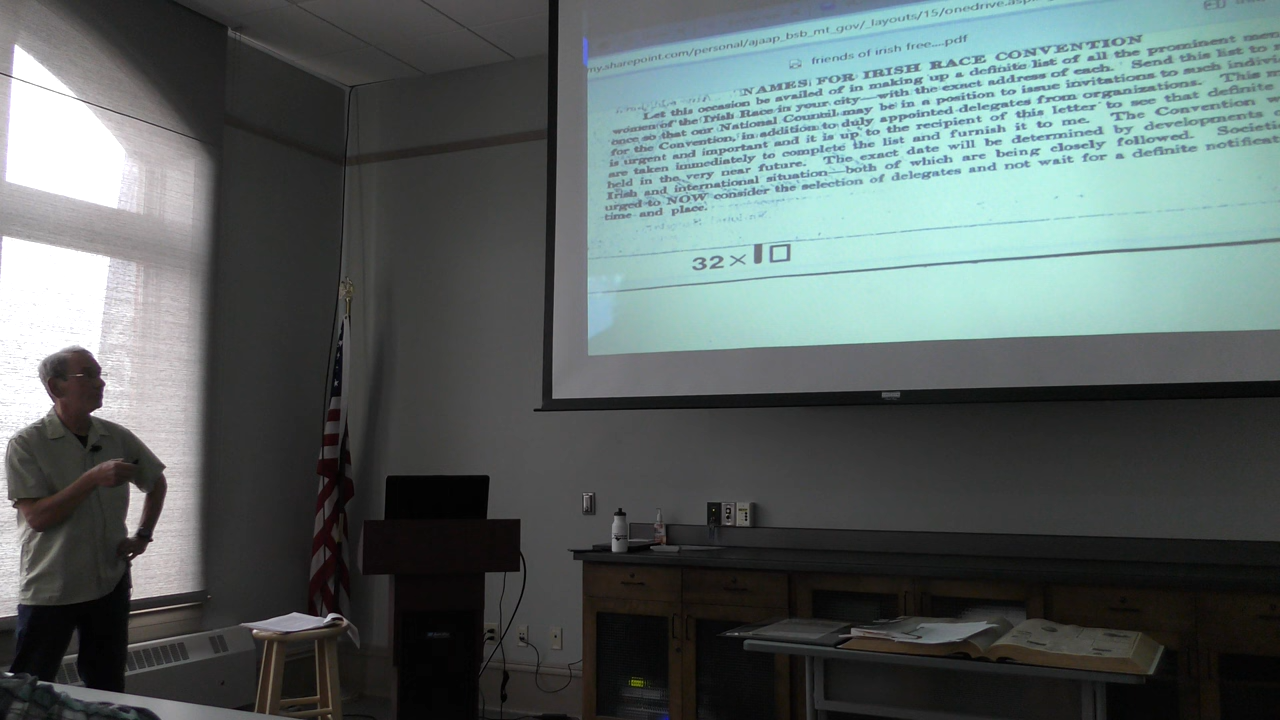 my.sharepoint.com/personal/ajaap_bsb_mt_gov/_layouts/15/onedrive.asp
friends of irish free....pdf
NAMES FOR IRISH RACE CONVENTION
Let this occasion be availed of in making up a definite list of all the prominent men
women of the Irish Race in your city—with the exact address of each. Send this list to
once so that our National Council may be in a position to issue invitations to such indivi
for the Convention, in addition to duly appointed delegates from organizations. This
is urgent and important and it is up to the recipient of this letter to see that definite
are taken immediately to complete the list and furnish it to me. The Convention
held in the very near future. The exact date will be determined by developments
Irish and international situation—both of which are being closely followed. Societi
urged to NOW consider the selection of delegates and not wait for a definite notificat
time and place.
32×